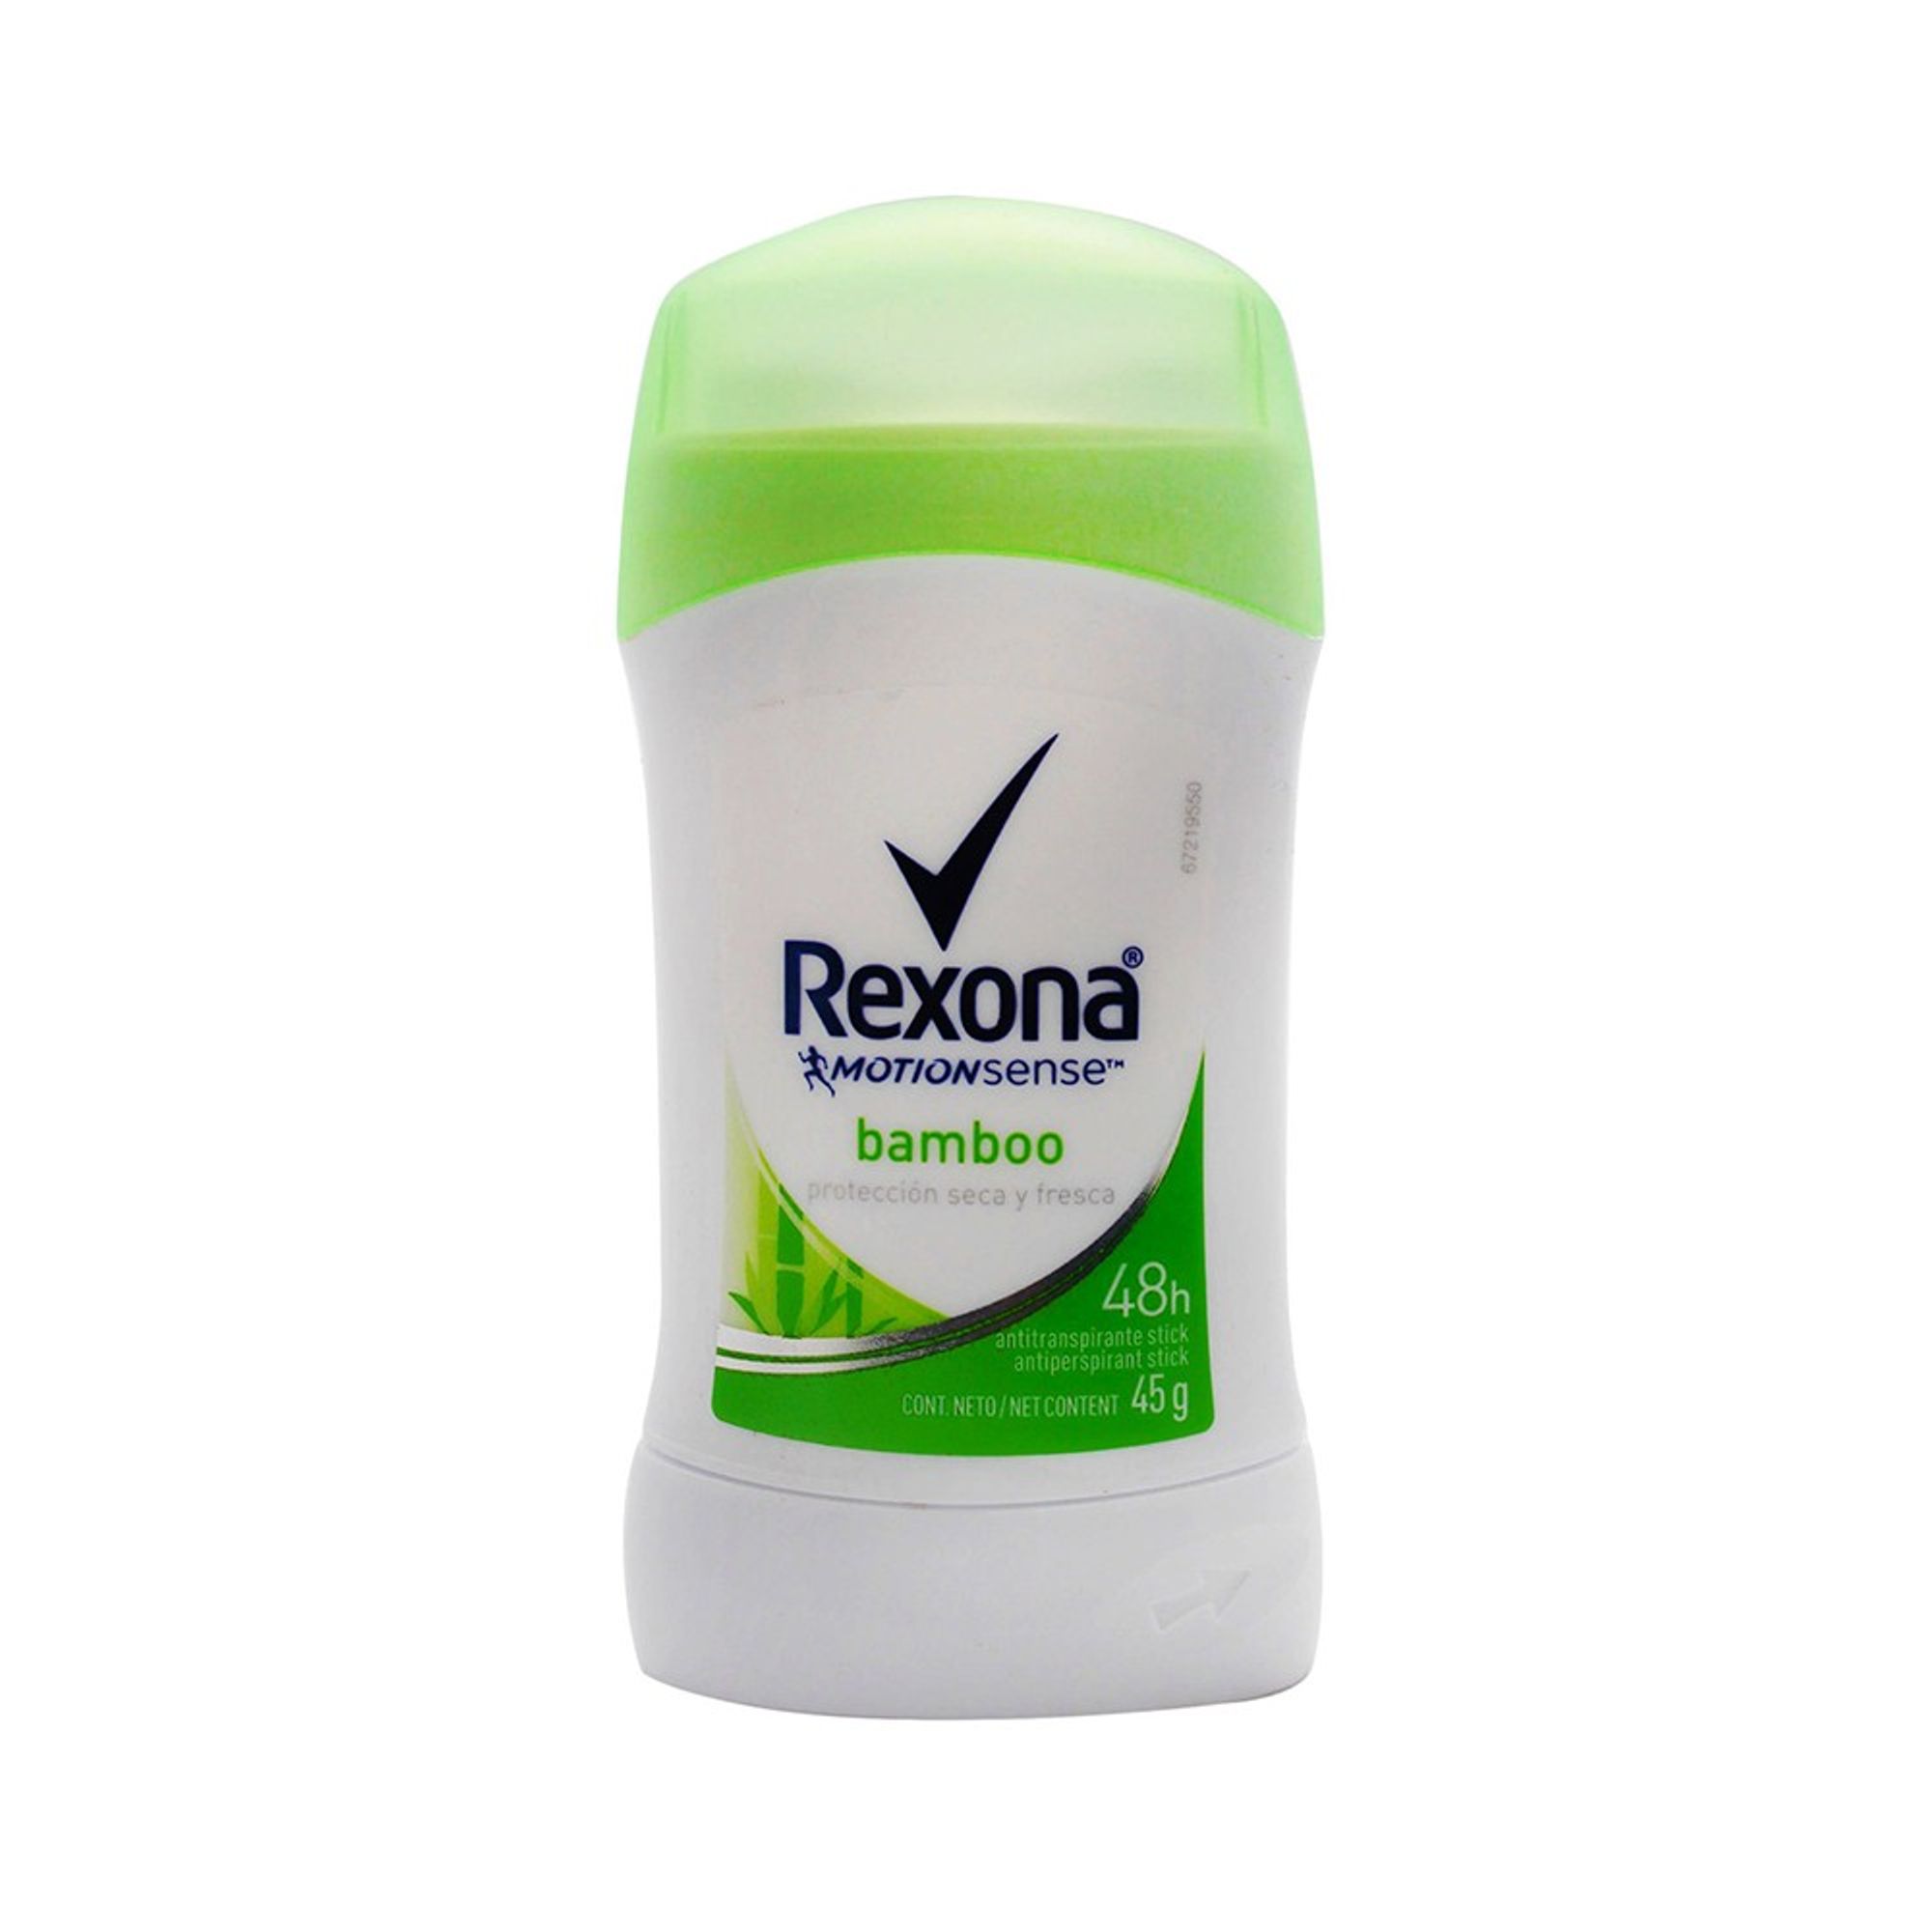 67219550
Rexona®
MOTIONsense™
bamboo
protección seca y fresca
48h
antitranspirante stick
antiperspirant stick
CONT. NETO / NET CONTENT 45 g